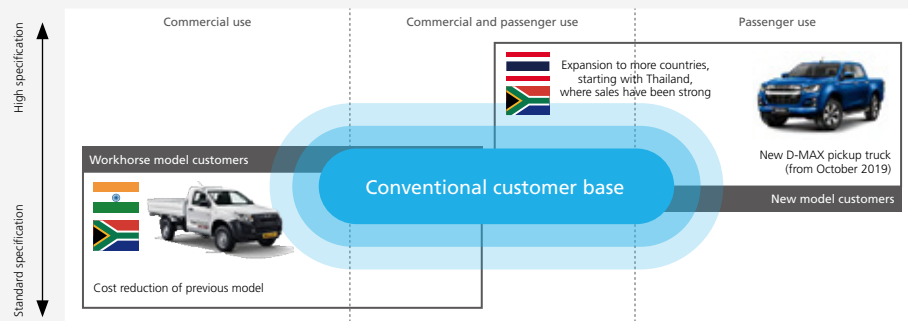 Commercial use
Commercial and passenger use
Passenger use
High specification
Standard specification
Expansion to more countries,
starting with Thailand,
where sales have been strong
New D-MAX pickup truck
(from October 2019)
New model customers
Workhorse model customers
Conventional customer base
Cost reduction of previous model